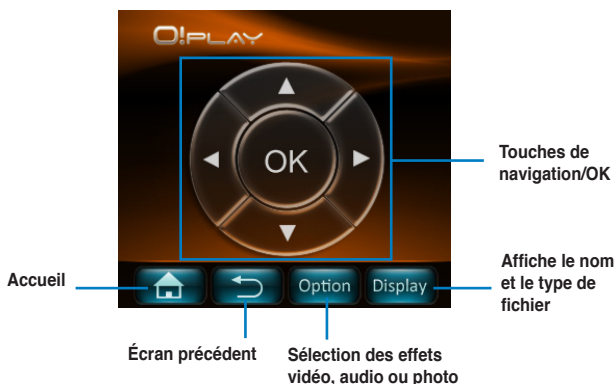 O!PLAY
OK
Touches de
navigation/OK
Accueil
Option
Display
Affiche le nom
et le type de
fichier
Écran précédent
Sélection des effets
vidéo, audio ou photo